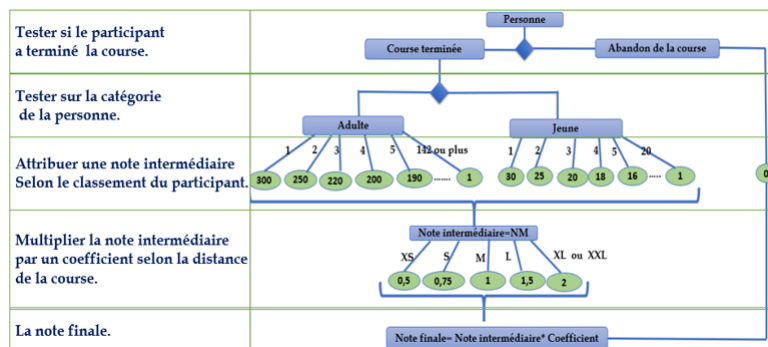 Personne
Tester si le participant
a terminé la course.
Course terminée
Abandon de la course
Tester sur la catégorie
de la personne.
Adulte
Jeune
1 2 3 4 5 142 ou plus
1 2 3 4 5 20
Attribuer une note intermédiaire
Selon le classement du participant.
300 250 220 200 190 ....... 1
30 25 20 18 16 ..... 1
0
Note intermédiaire=NM
XS S M L XL ou XXL
Multiplier la note intermédiaire
par un coefficient selon la distance
de la course.
0,5 0,75 1 1,5 2
La note finale.
Note finale= Note intermédiaire* Coefficient